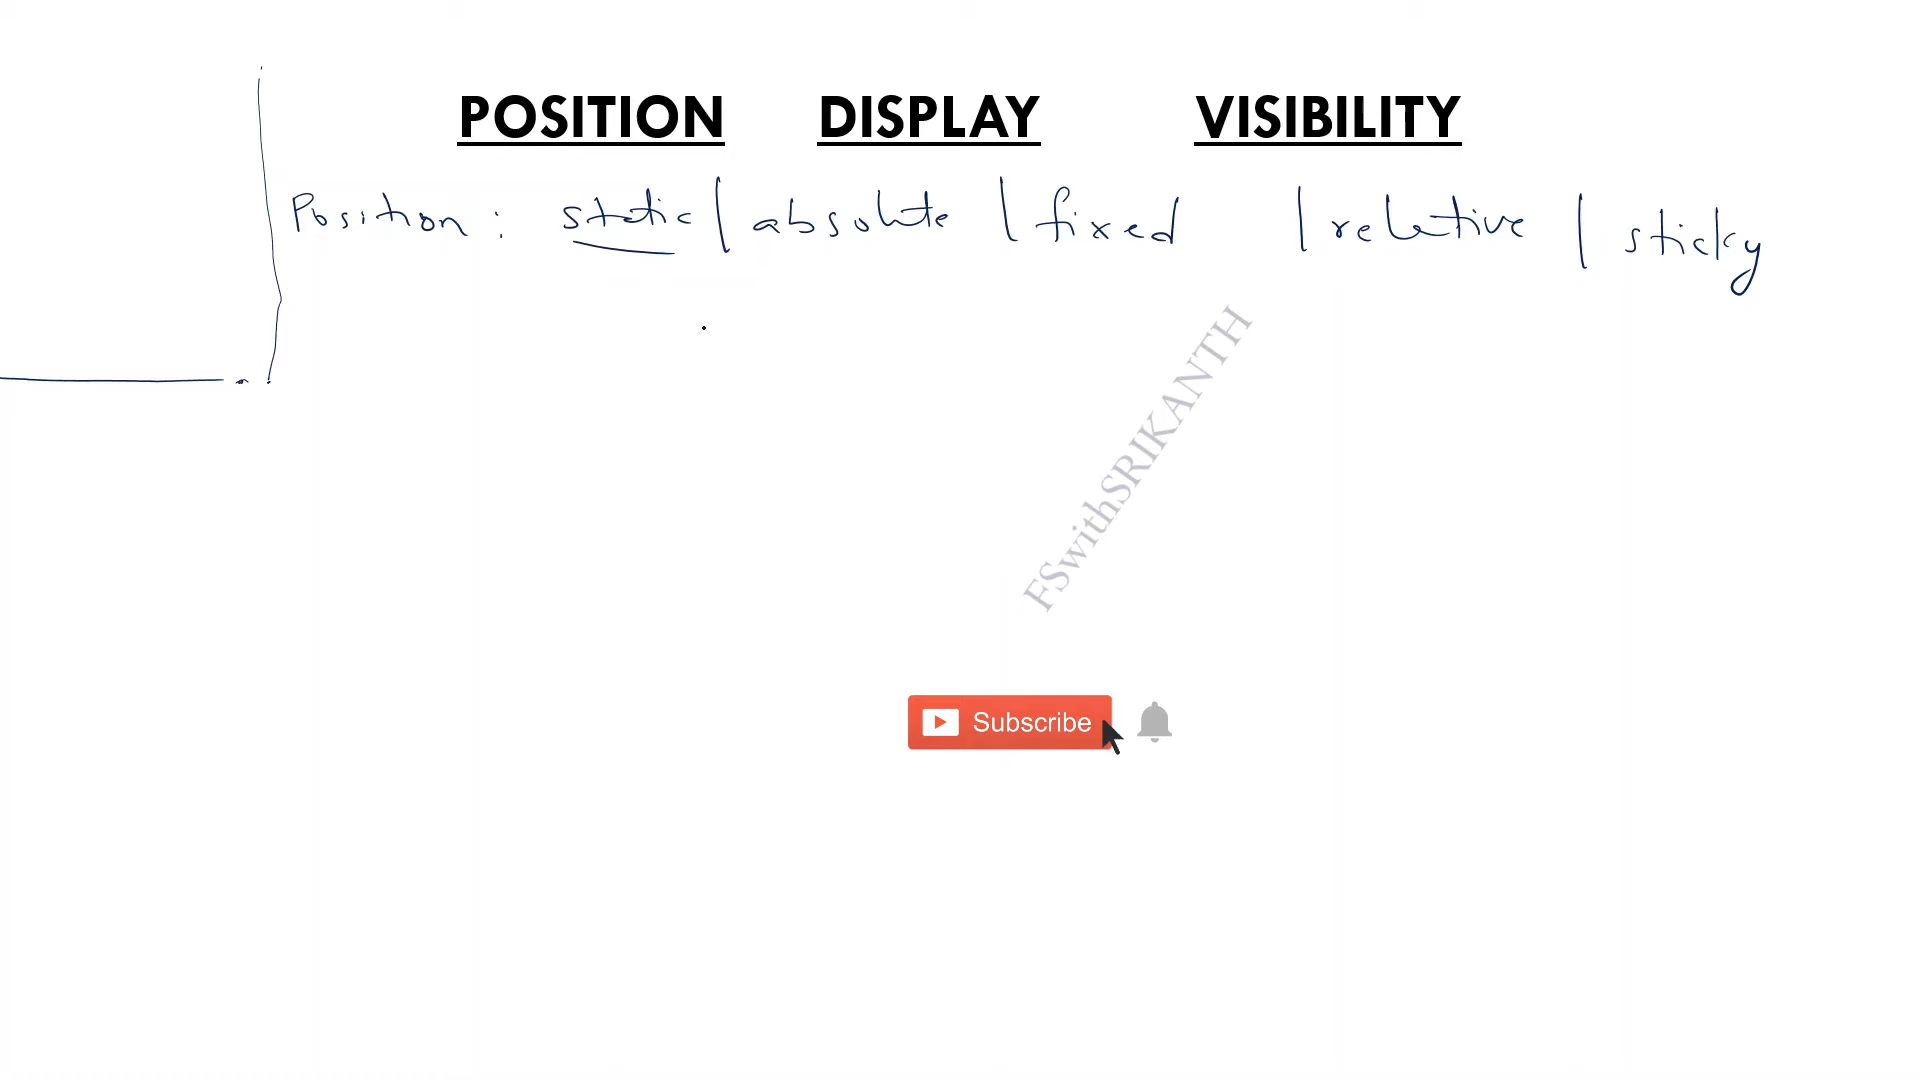 POSITION DISPLAY VISIBILITY
Position : static | absolute | fixed | relative | sticky
FSwithSRIKANTH
Subscribe